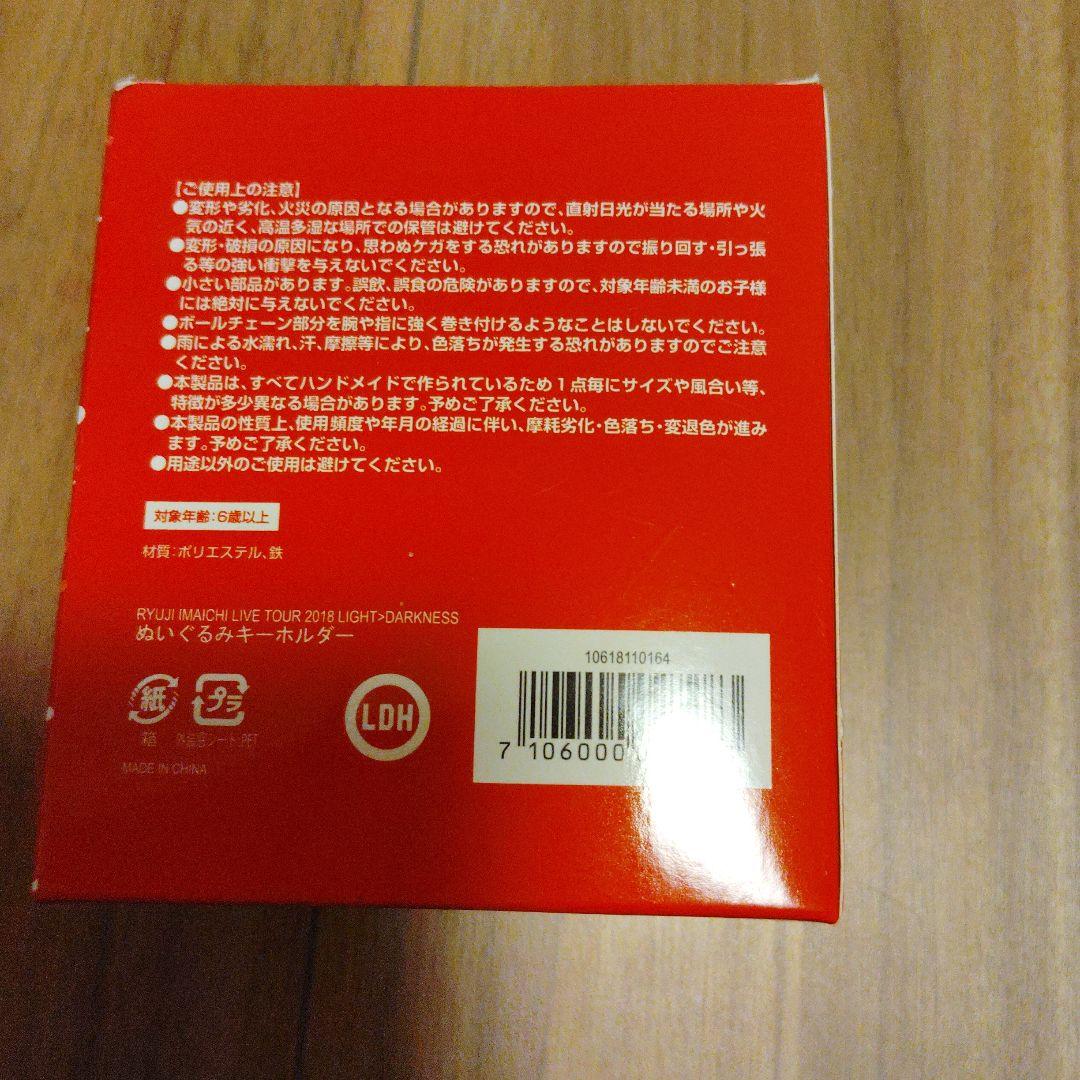 【ご使用上の注意】
●変形や劣化、火災の原因となる場合がありますので、直射日光が当たる場所や火
気の近く、高温多湿な場所での保管は避けてください。
●変形・破損の原因になり、思わぬケガをする恐れがありますので振り回す・引っ張
る等の強い衝撃を与えないでください。
●小さい部品があります。誤飲、誤食の危険がありますので、対象年齢未満のお子様
には絶対に与えないでください。
●ボールチェーン部分を腕や指に強く巻き付けるようなことはしないでください。
●雨による水濡れ、汗、摩擦等により、色落ちが発生する恐れがありますのでご注意
ください。
●本製品は、すべてハンドメイドで作られているため1点毎にサイズや風合い等、
特徴が多少異なる場合があります。予めご了承ください。
●本製品の性質上、使用頻度や年月の経過に伴い、摩耗劣化・色落ち・変退色が進み
ます。予めご了承ください。
●用途以外のご使用は避けてください。
対象年齢:6歳以上
材質:ポリエステル、鉄
RYUJI IMAICHI LIVE TOUR 2018 LIGHT>DARKNESS
ぬいぐるみキーホルダー
紙
プラ
LDH
箱
MADE IN CHINA
10618110164
7 106000